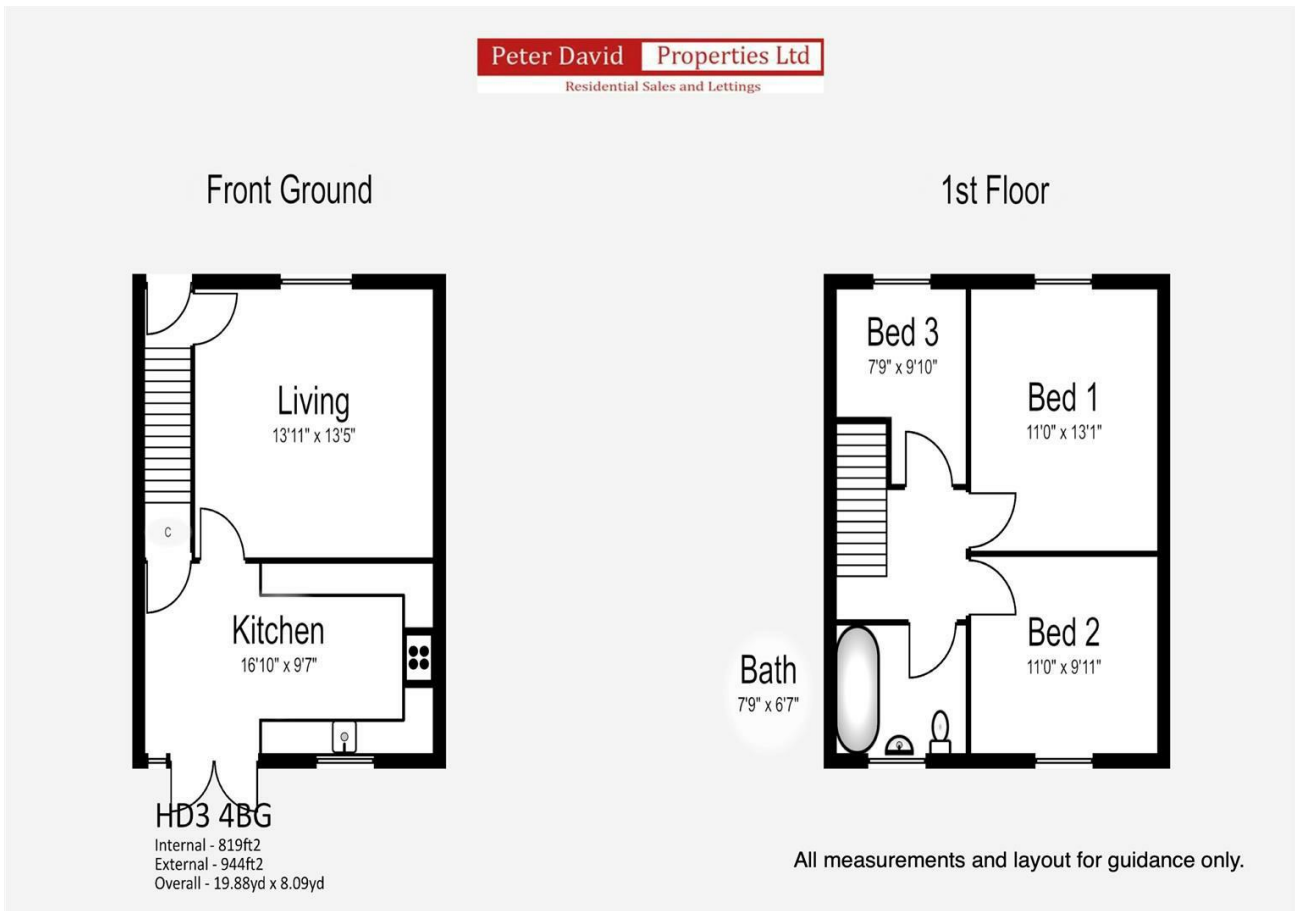 Peter David Properties Ltd
Residential Sales and Lettings
Front Ground
1st Floor
Living
13'11" x 13'5"
C
Kitchen
16'10" x 9'7"
Bed 3
7'9" x 9'10"
Bed 1
11'0" x 13'1"
Bath
7'9" x 6'7"
Bed 2
11'0" x 9'11"
HD3 4BG
Internal - 819ft2
External - 944ft2
Overall - 19.88yd x 8.09yd
All measurements and layout for guidance only.